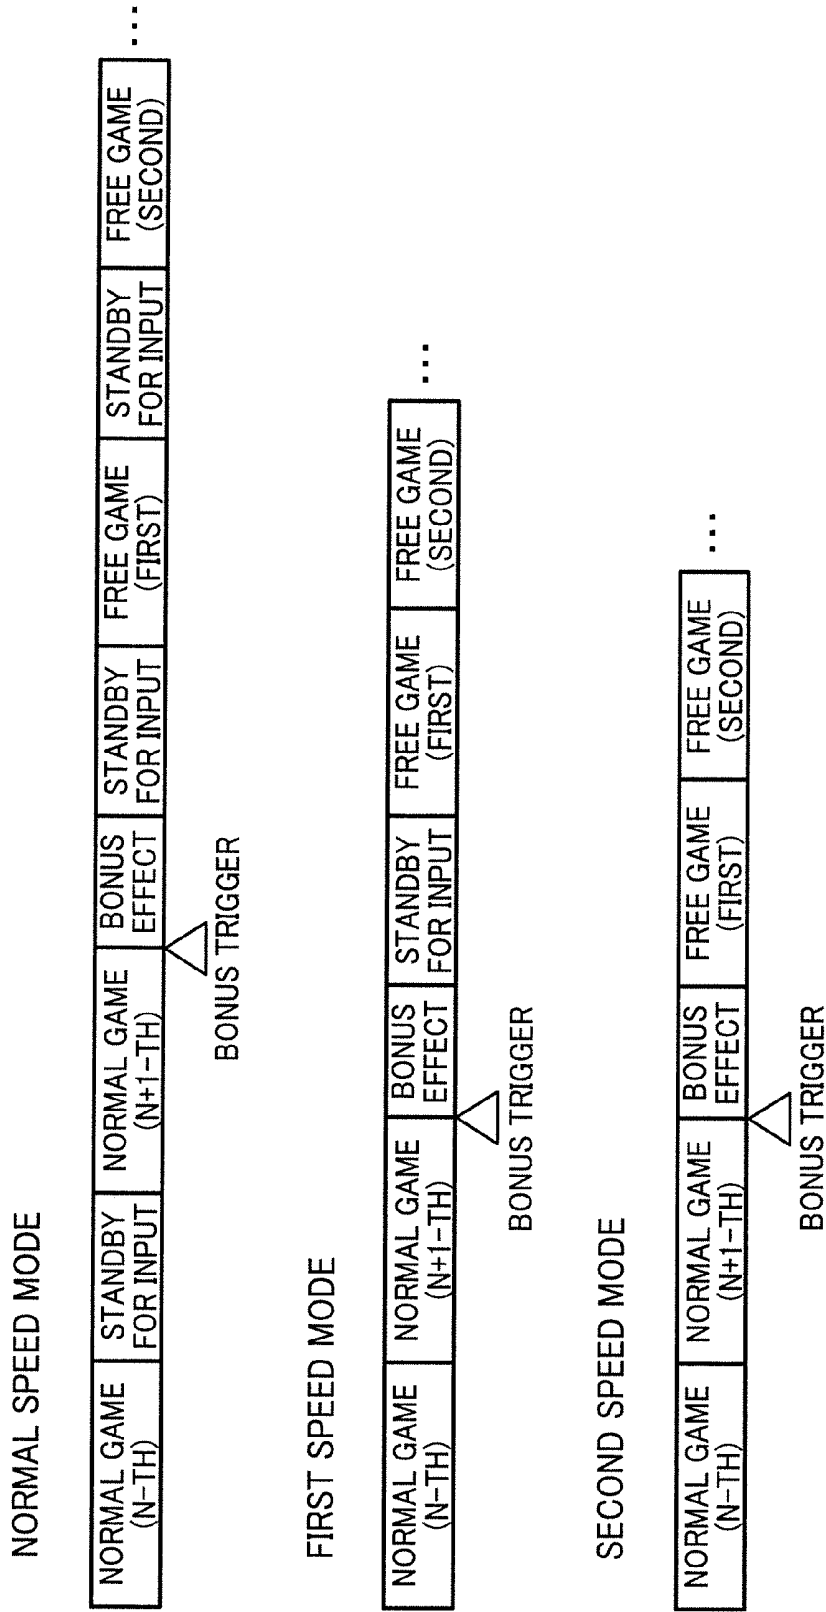 NORMAL SPEED MODE
NORMAL GAME
(N-TH)
STANDBY
FOR INPUT
NORMAL GAME
(N+1-TH)
BONUS
EFFECT
STANDBY
FOR INPUT
FREE GAME
(FIRST)
STANDBY
FOR INPUT
FREE GAME
(SECOND)
...
BONUS TRIGGER
FIRST SPEED MODE
NORMAL GAME
(N-TH)
NORMAL GAME
(N+1-TH)
BONUS
EFFECT
STANDBY
FOR INPUT
FREE GAME
(FIRST)
FREE GAME
(SECOND)
...
BONUS TRIGGER
SECOND SPEED MODE
NORMAL GAME
(N-TH)
NORMAL GAME
(N+1-TH)
BONUS
EFFECT
FREE GAME
(FIRST)
FREE GAME
(SECOND)
...
BONUS TRIGGER